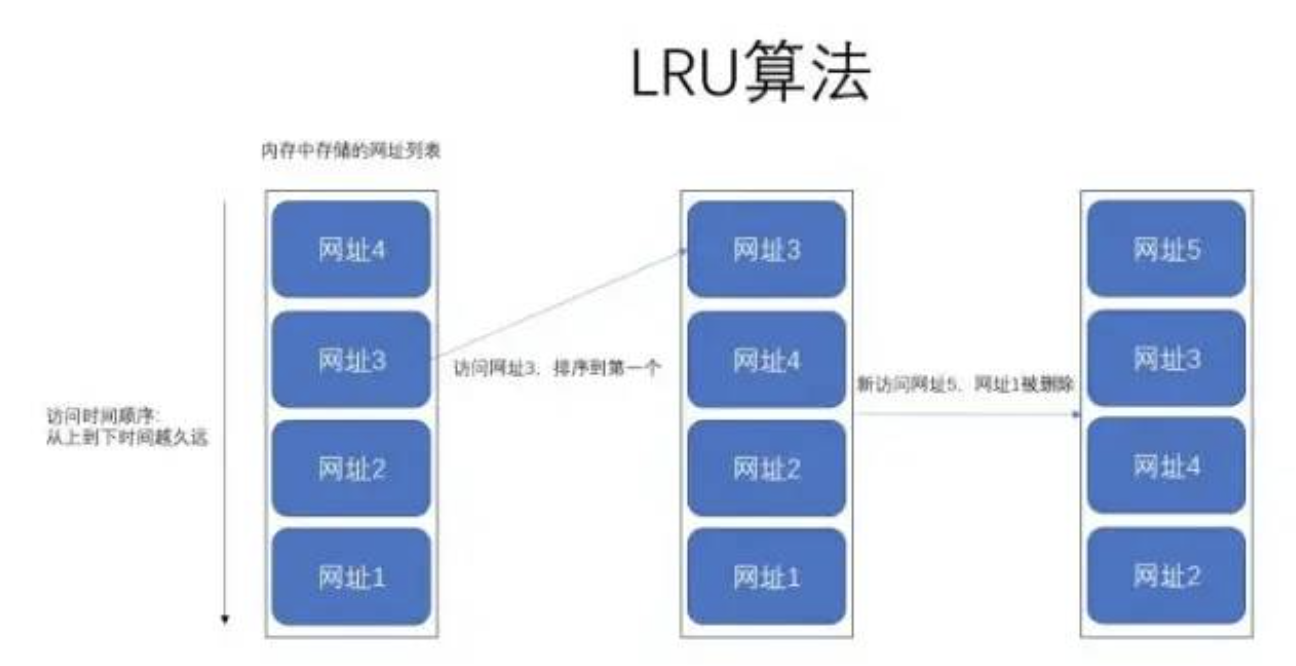 LRU算法
内存中存储的网址列表
访问时间顺序:
从上到下时间越久远
网址4
网址3
网址2
网址1
访问网址3, 排序到第一个
网址3
网址4
网址2
网址1
新访问网址5, 网址1被删除
网址5
网址3
网址4
网址2